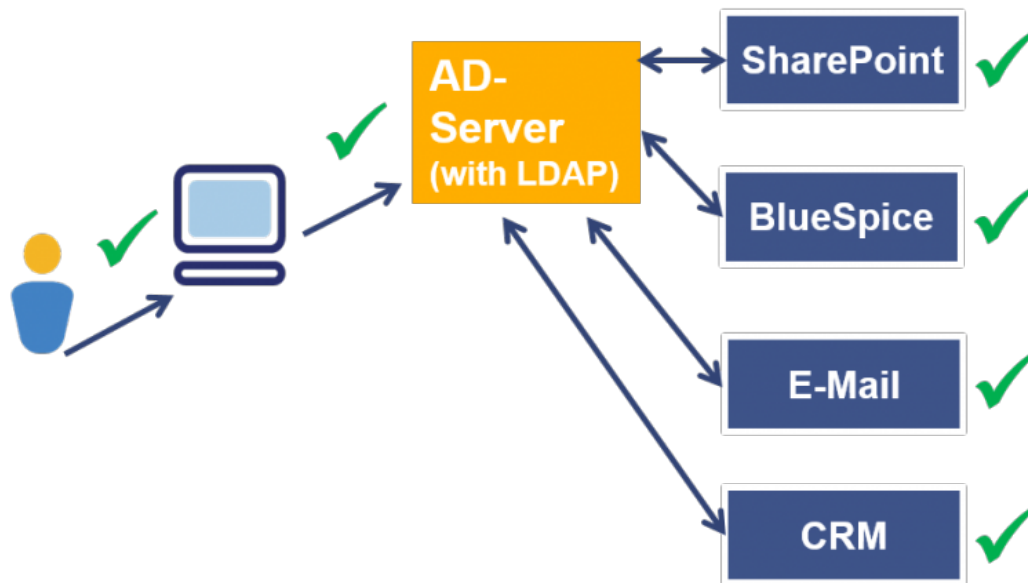 AD-
Server
(with LDAP)
SharePoint
BlueSpice
E-Mail
CRM